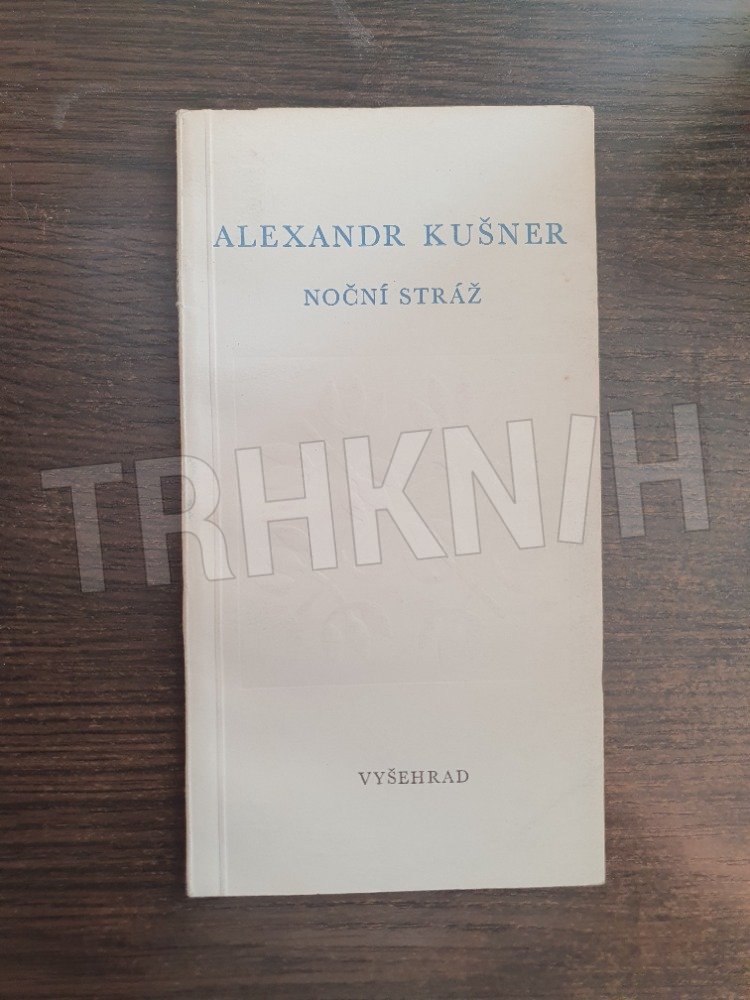 ALEXANDR KUŠNER
NOČNÍ STRÁŽ
TRHKNIH
VYŠEHRAD